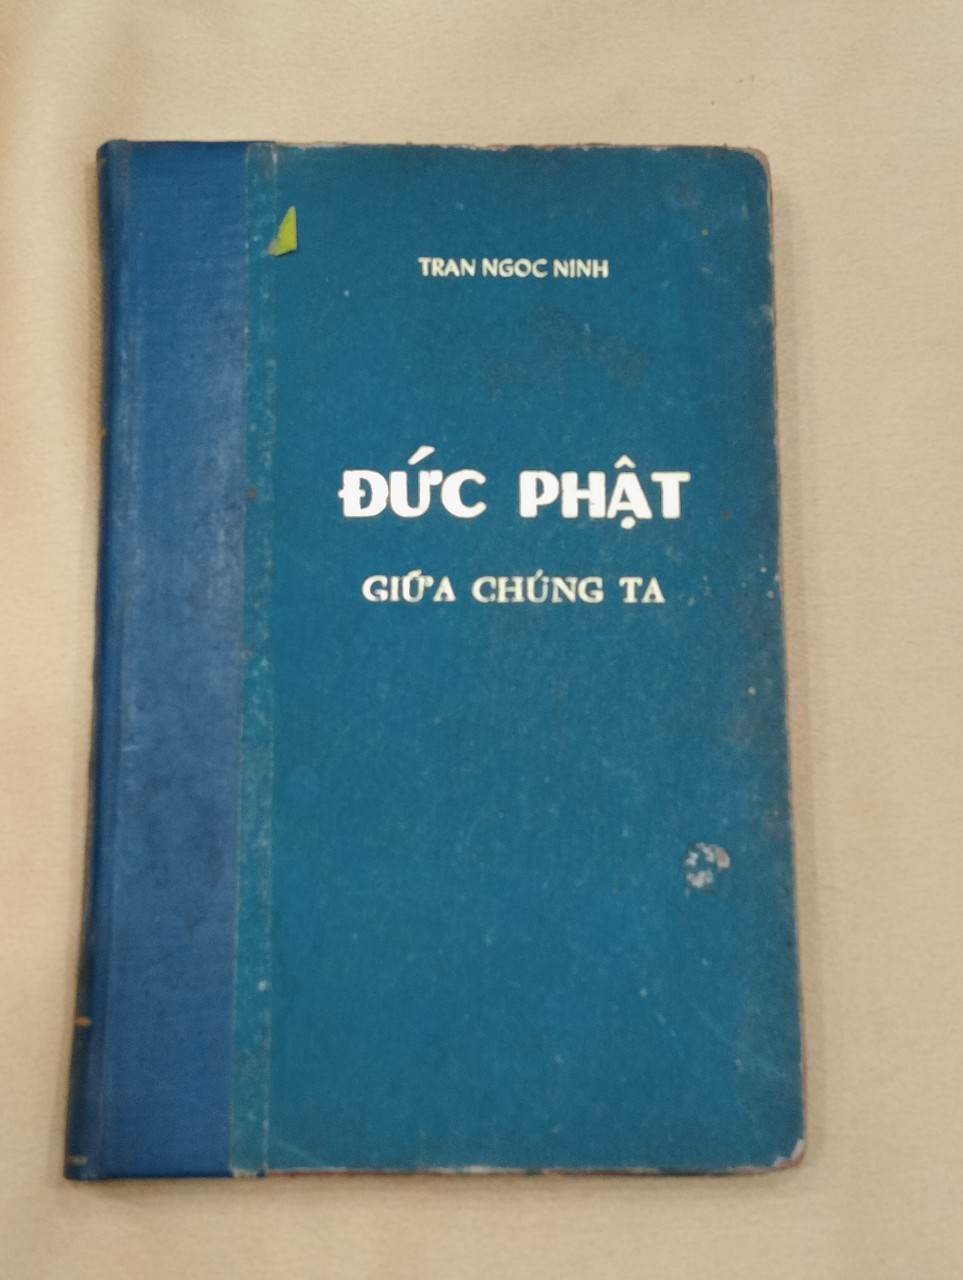 TRAN NGOC NINH
ĐỨC PHẬT
GIỮA CHÚNG TA